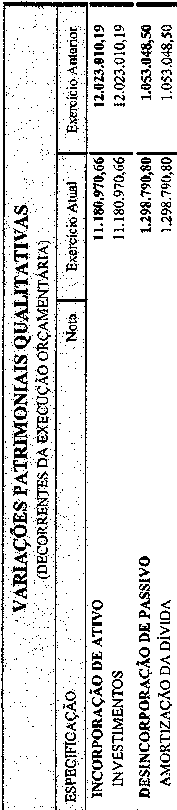 VARIAÇÕES PATRIMONIAIS QUALITATIVAS
(DECORRENTES DA EXECUÇÃO ORÇAMENTÁRIA)
ESPECIFICAÇÃO Nota Exercício Atual Exercício Anterior
INCORPORAÇÃO DE ATIVO 11.180.970,66 12.023.010,19
INVESTIMENTOS 11.180.970,66 12.023.010,19
DESINCORPORAÇÃO DE PASSIVO 1.298.790,80 1.053.048,50
AMORTIZAÇÃO DA DÍVIDA 1.298.790,80 1.053.048,50